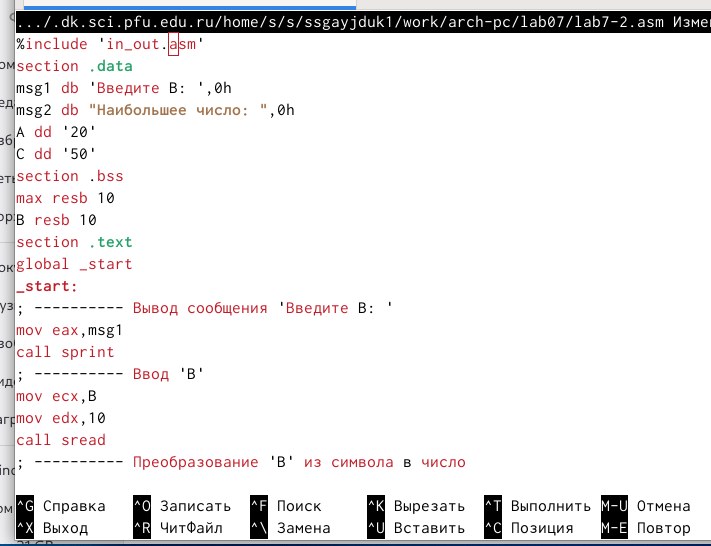 .../.dk.sci.pfu.edu.ru/home/s/s/ssgayjduk1/work/arch-pc/lab07/lab7-2.asm Измен
%include 'in_out.asm'
section .data
msg1 db 'Введите B: ',0h
msg2 db "Наибольшее число: ",0h
A dd '20'
C dd '50'
section .bss
max resb 10
B resb 10
section .text
global _start
_start:
; ---------- Вывод сообщения 'Введите B: '
mov eax,msg1
call sprint
; ---------- Ввод 'B'
mov ecx,B
mov edx,10
call sread
; ---------- Преобразование 'B' из символа в число
^G Справка ^O Записать ^F Поиск ^K Вырезать ^T Выполнить M-U Отмена
^X Выход ^R ЧитФайл ^\ Замена ^U Вставить ^C Позиция M-E Повтор